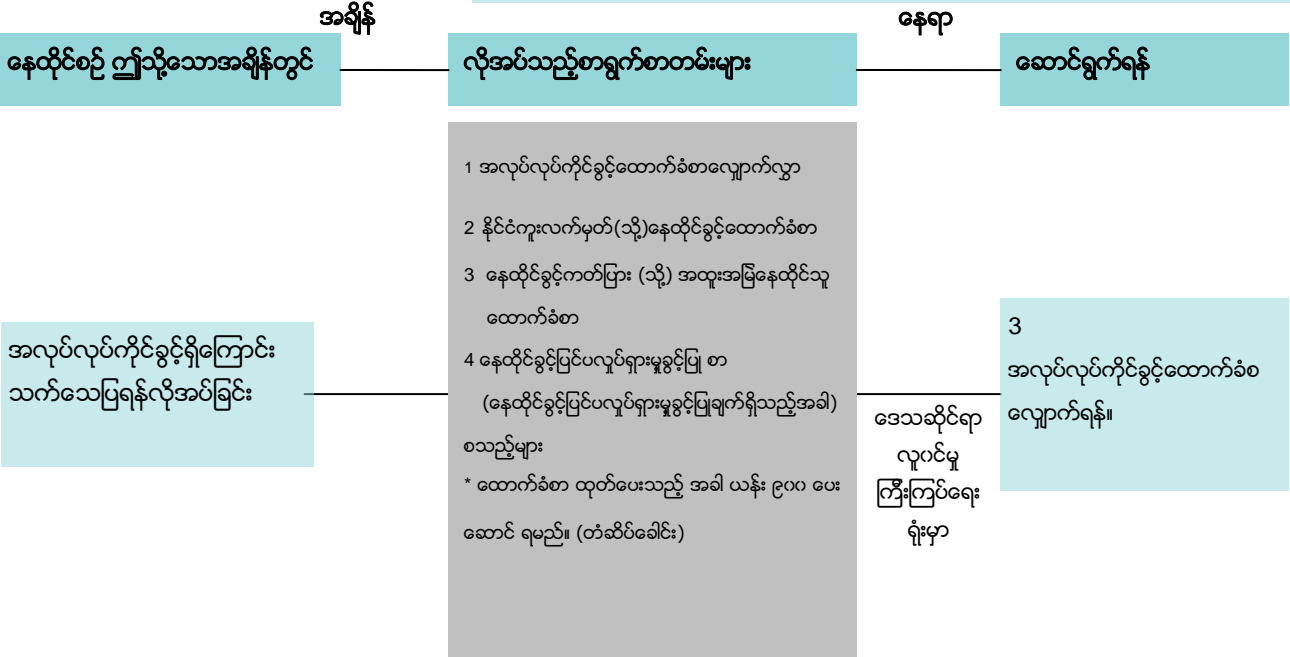 အချိန်
နေရာ
နေထိုင်စဉ် ဤသို့သောအချိန်တွင်
လိုအပ်သည့်စာရွက်စာတမ်းများ
ဆောင်ရွက်ရန်
1 အလုပ်လုပ်ကိုင်ခွင့်ထောက်ခံစာလျှောက်လွှာ
2 နိုင်ငံကူးလက်မှတ်(သို့)နေထိုင်ခွင့်ထောက်ခံစာ
3 နေထိုင်ခွင့်ကတ်ပြား (သို့) အထူးအမြဲနေထိုင်သူ
ထောက်ခံစာ
4 နေထိုင်ခွင့်ပြင်ပလှုပ်ရှားမှုခွင့်ပြု စာ
(နေထိုင်ခွင့်ပြင်ပလှုပ်ရှားမှုခွင့်ပြုချက်ရှိသည့်အခါ)
စသည့်များ
* ထောက်ခံစာ ထုတ်ပေးသည့် အခါ ယန်း ၉၀၀ ပေး
ဆောင် ရမည်။ (တံဆိပ်ခေါင်း)
အလုပ်လုပ်ကိုင်ခွင့်ရှိကြောင်း
သက်သေပြရန်လိုအပ်ခြင်း
ဒေသဆိုင်ရာ
လူ၀င်မှု
ကြီးကြပ်ရေး
ရုံးမှာ
3
အလုပ်လုပ်ကိုင်ခွင့်ထောက်ခံစ
လျှောက်ရန်။